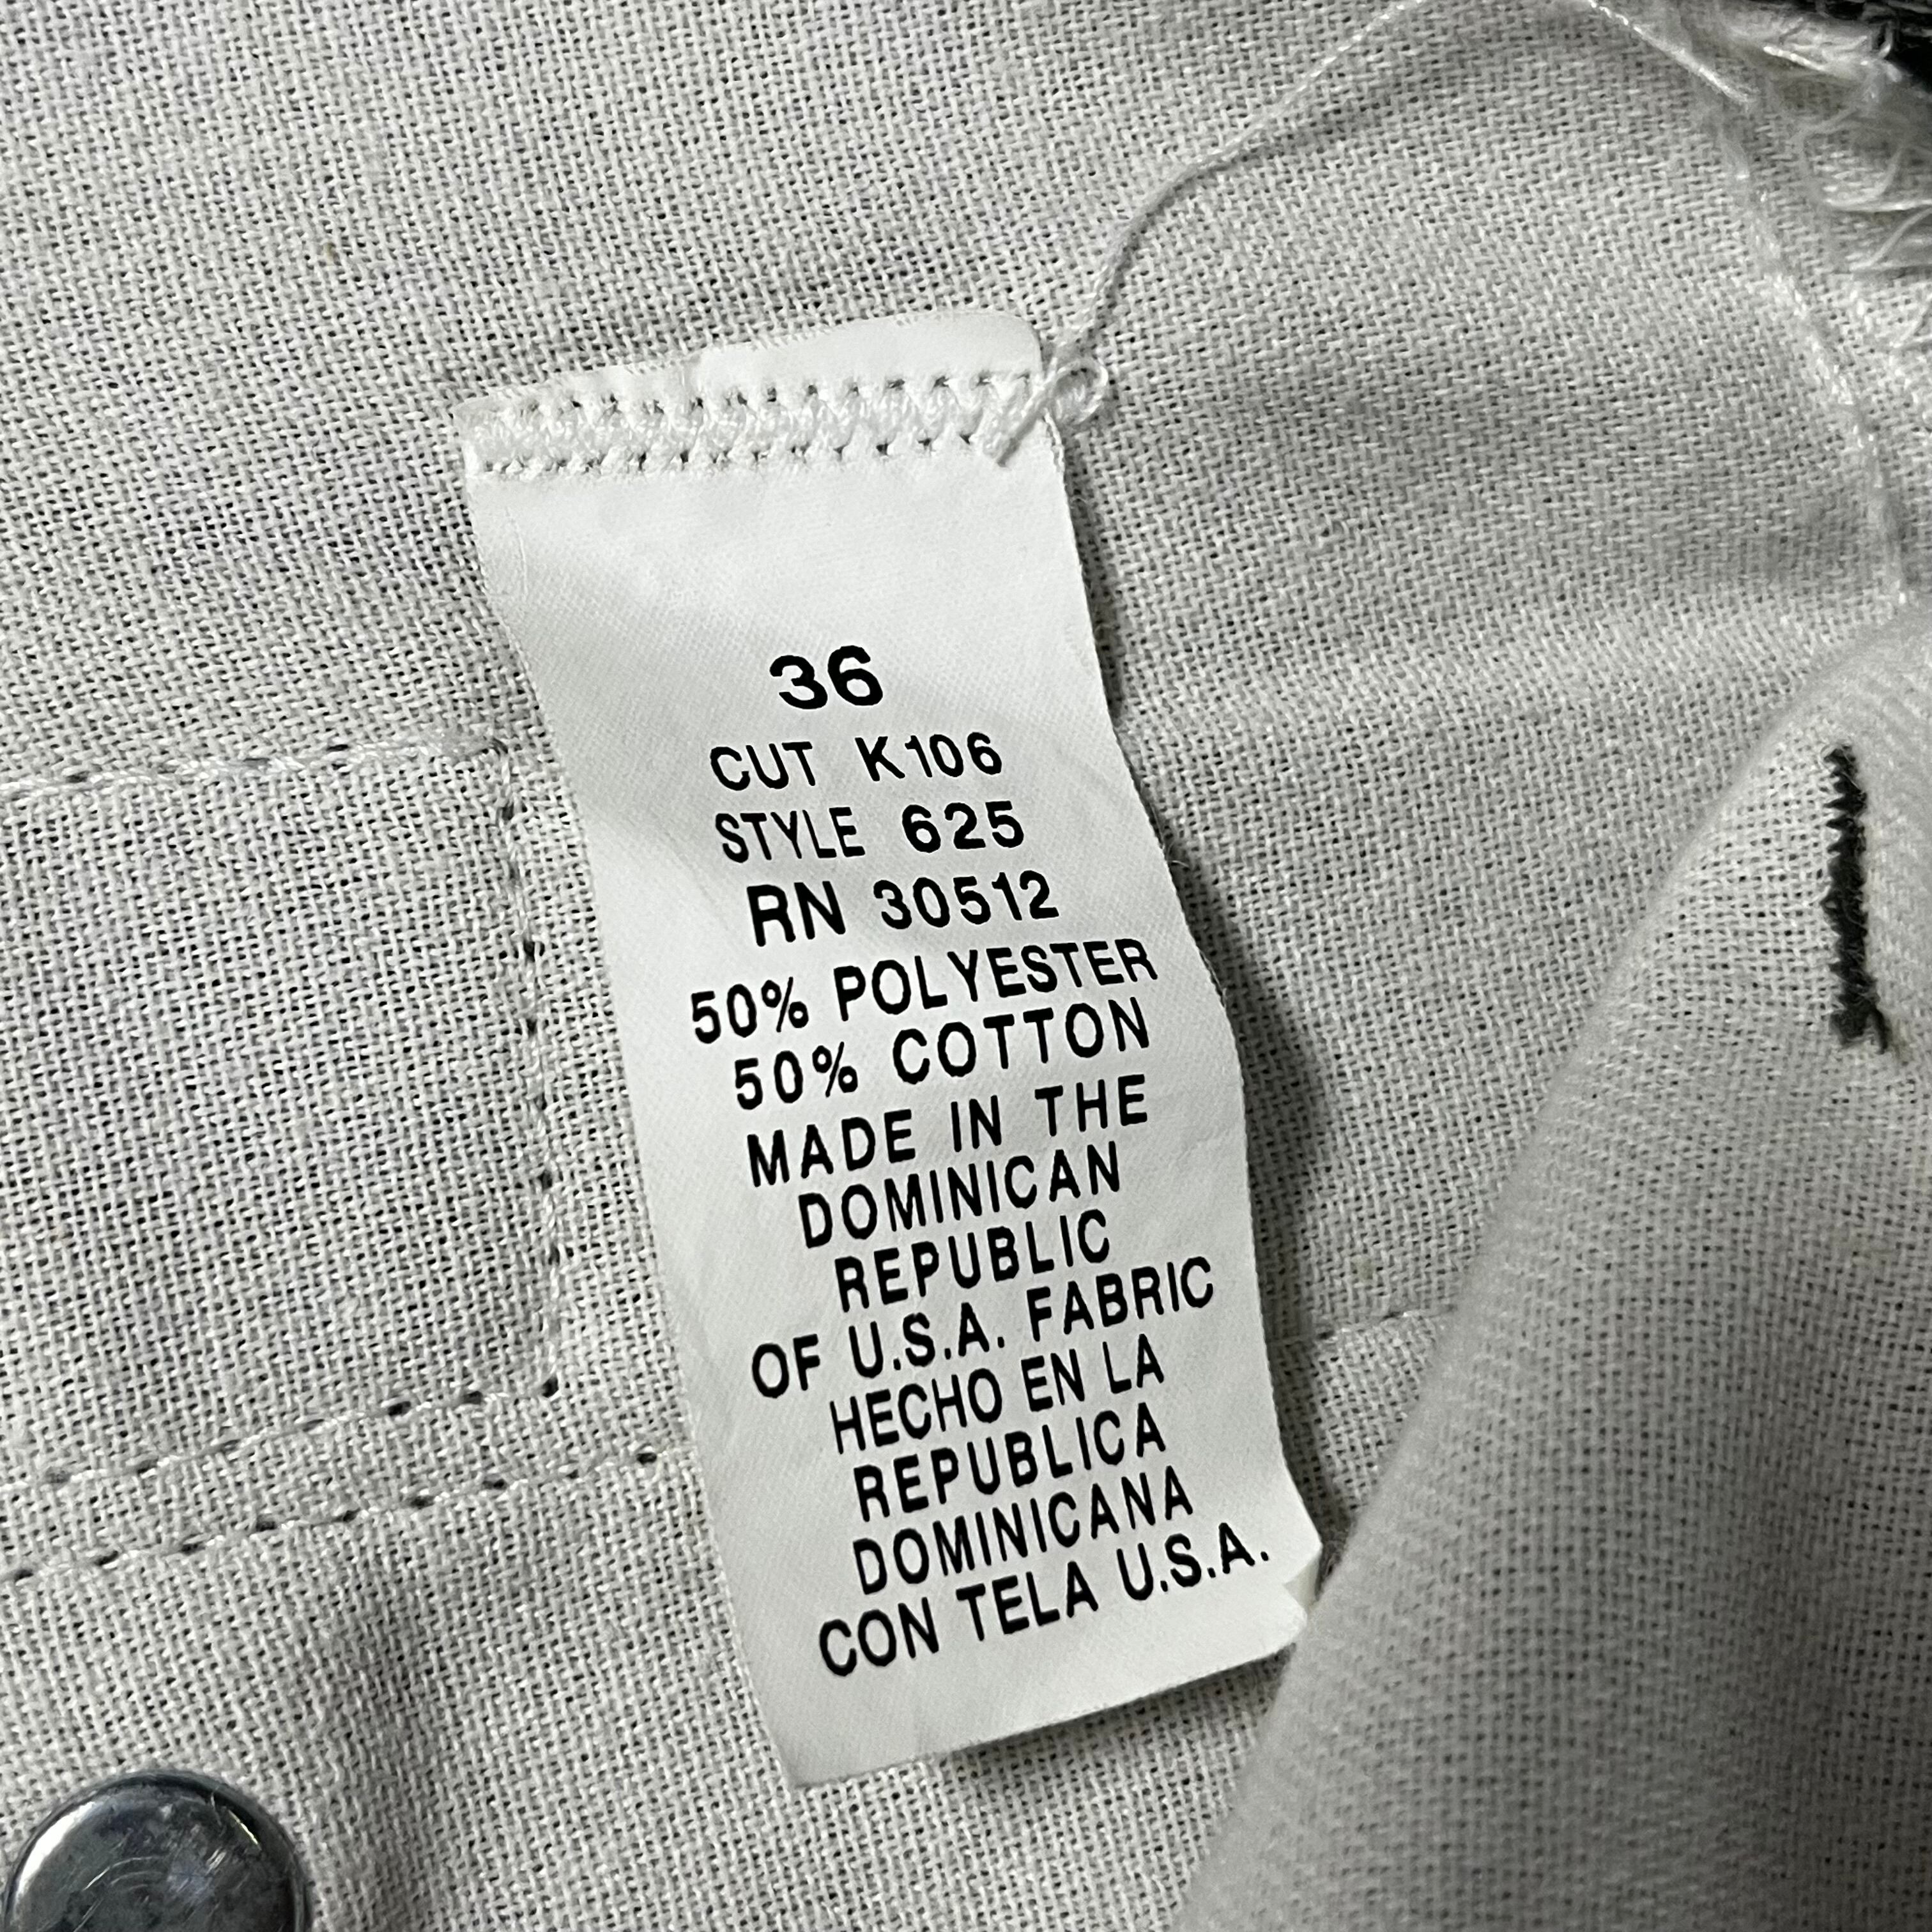 36
CUT K106
STYLE 625
RN 30512
50% POLYESTER
50% COTTON
MADE IN THE
DOMINICAN
REPUBLIC
OF U.S.A. FABRIC
HECHO EN LA
REPUBLICA
DOMINICANA
CON TELA U.S.A.